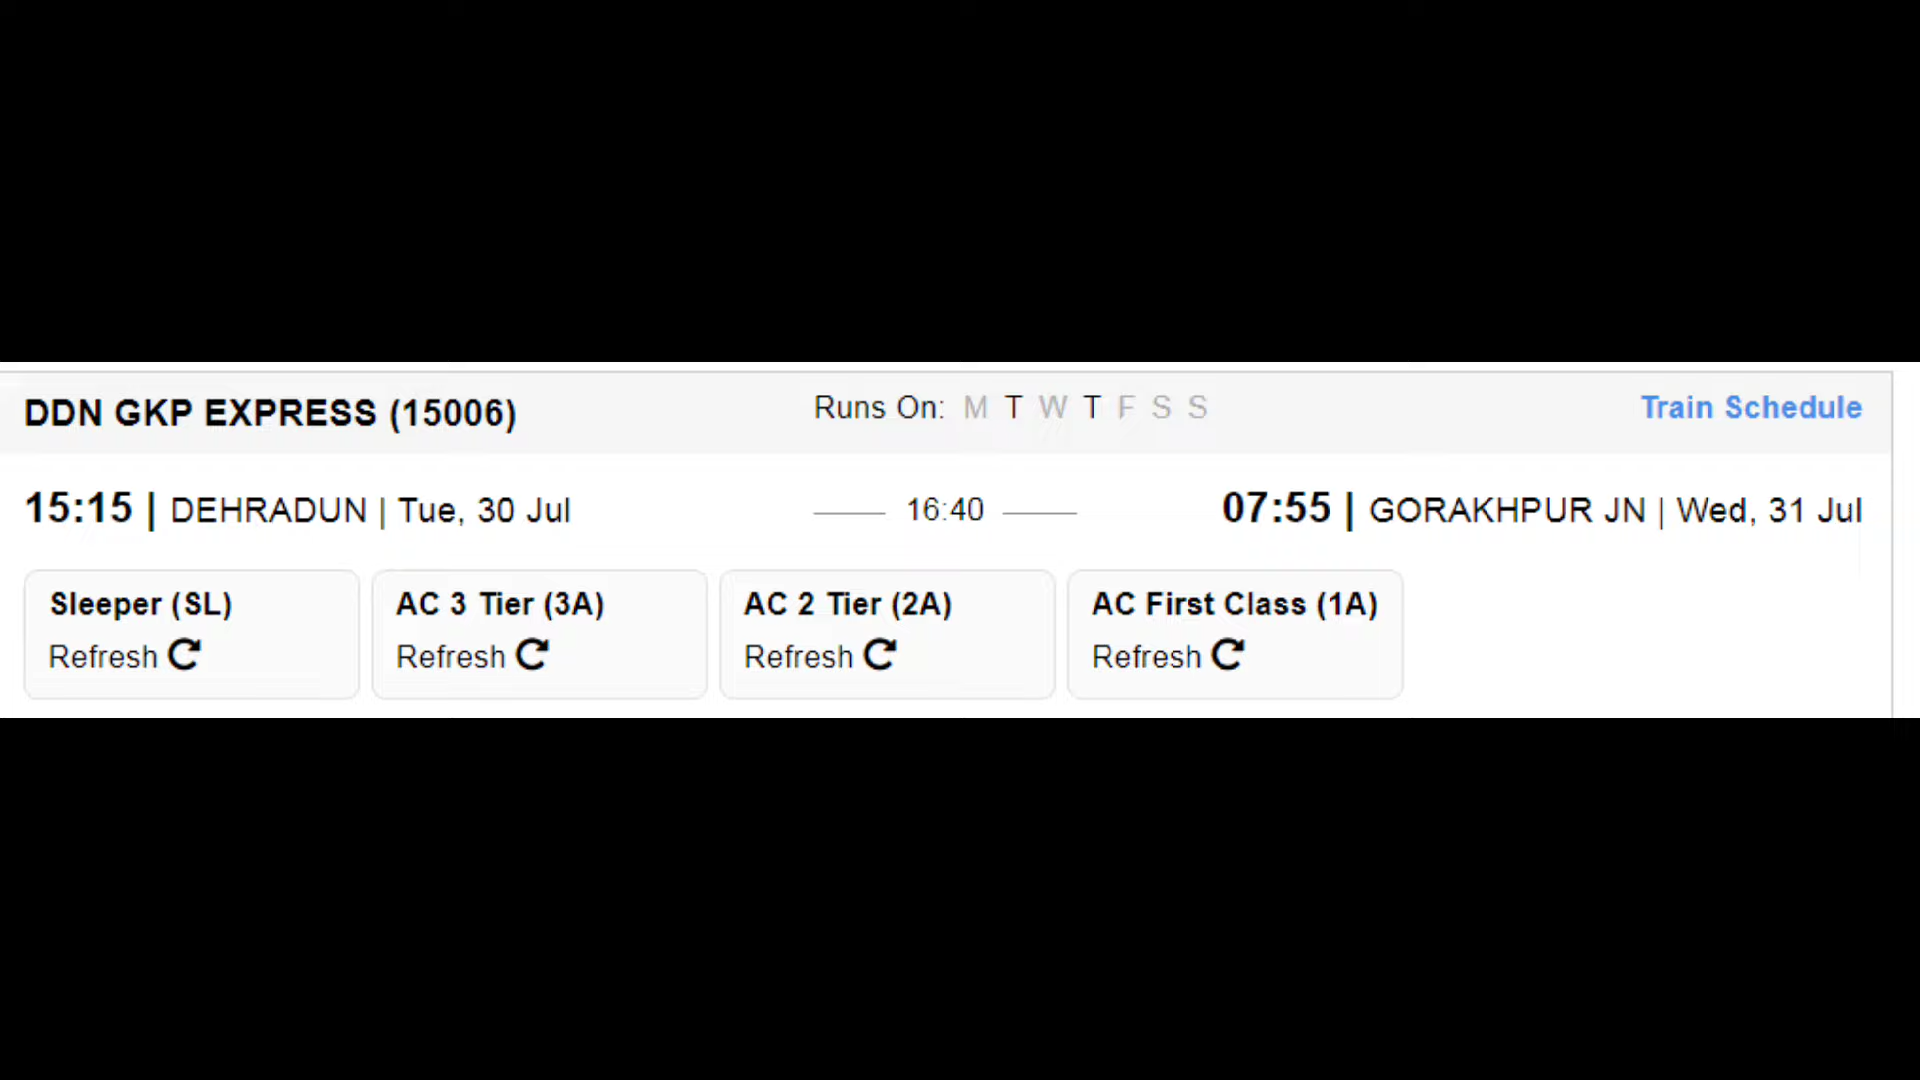 DDN GKP EXPRESS (15006) Runs On: M T W T F S S Train Schedule
15:15 | DEHRADUN | Tue, 30 Jul 16:40 07:55 | GORAKHPUR JN | Wed, 31 Jul
Sleeper (SL) AC 3 Tier (3A) AC 2 Tier (2A) AC First Class (1A)
Refresh Refresh Refresh Refresh